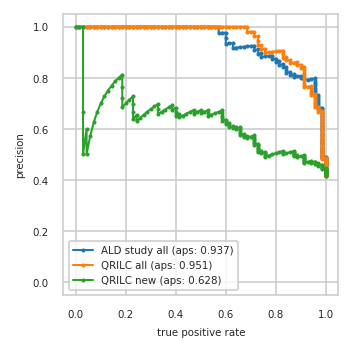 1.0
0.8
0.6
0.4
0.2
0.0
precision
ALD study all (aps: 0.937)
QRILC all (aps: 0.951)
QRILC new (aps: 0.628)
0.0 0.2 0.4 0.6 0.8 1.0
true positive rate